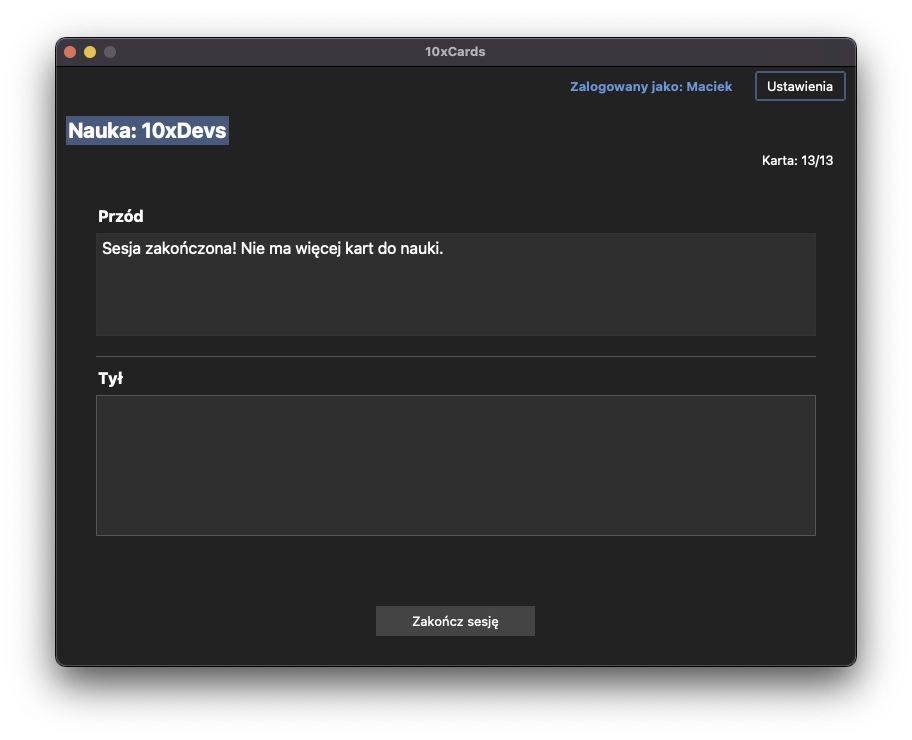 10xCards
Zalogowany jako: Maciek
Ustawienia
Nauka: 10xDevs
Karta: 13/13
Przód
Sesja zakończona! Nie ma więcej kart do nauki.
Tył
Zakończ sesję